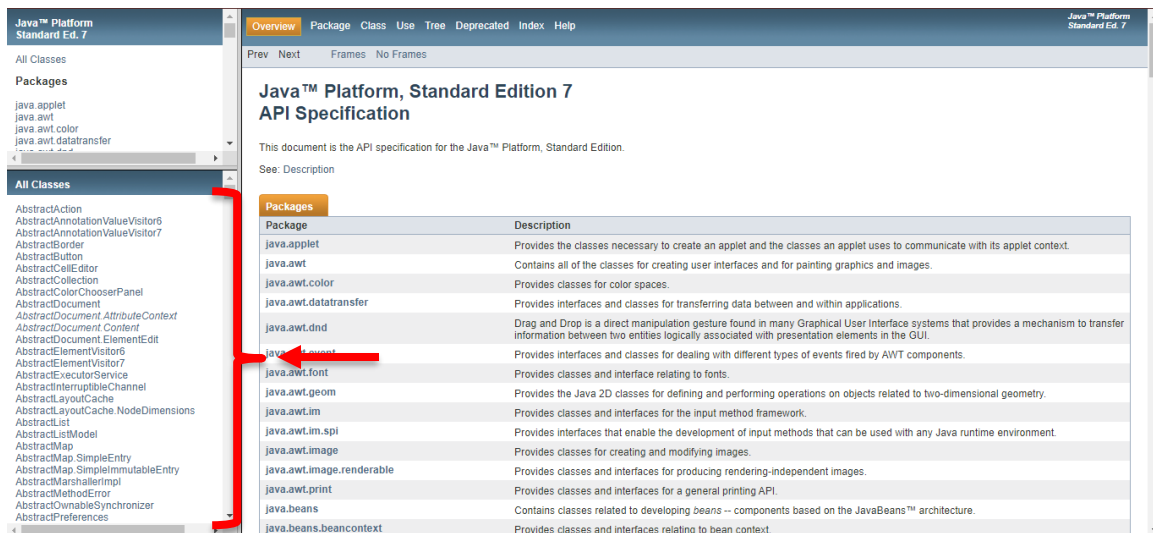 Java™ Platform
Standard Ed. 7
All Classes
Packages
java.applet
java.awt
java.awt.color
java.awt.datatransfer
All Classes
AbstractAction
AbstractAnnotationValueVisitor6
AbstractAnnotationValueVisitor7
AbstractBorder
AbstractButton
AbstractCellEditor
AbstractCollection
AbstractColorChooserPanel
AbstractDocument
AbstractDocument.AttributeContext
AbstractDocument.Content
AbstractDocument.ElementEdit
AbstractElementVisitor6
AbstractElementVisitor7
AbstractExecutorService
AbstractInterruptibleChannel
AbstractLayoutCache
AbstractLayoutCache.NodeDimensions
AbstractList
AbstractListModel
AbstractMap
AbstractMap.SimpleEntry
AbstractMap.SimpleImmutableEntry
AbstractMarshallerImpl
AbstractMethodError
AbstractOwnableSynchronizer
AbstractPreferences
Overview Package Class Use Tree Deprecated Index Help
Java™ Platform
Standard Ed. 7
Prev Next Frames No Frames
Java™ Platform, Standard Edition 7
API Specification
This document is the API specification for the Java™ Platform, Standard Edition.
See: Description
Packages
Package Description
java.applet Provides the classes necessary to create an applet and the classes an applet uses to communicate with its applet context.
java.awt Contains all of the classes for creating user interfaces and for painting graphics and images.
java.awt.color Provides classes for color spaces.
java.awt.datatransfer Provides interfaces and classes for transferring data between and within applications.
java.awt.dnd Drag and Drop is a direct manipulation gesture found in many Graphical User Interface systems that provides a mechanism to transfer
information between two entities logically associated with presentation elements in the GUI.
Provides interfaces and classes for dealing with different types of events fired by AWT components.
java.awt.font Provides classes and interface relating to fonts.
java.awt.geom Provides the Java 2D classes for defining and performing operations on objects related to two-dimensional geometry.
java.awt.im Provides classes and interfaces for the input method framework.
java.awt.im.spi Provides interfaces that enable the development of input methods that can be used with any Java runtime environment.
java.awt.image Provides classes for creating and modifying images.
java.awt.image.renderable Provides classes and interfaces for producing rendering-independent images.
java.awt.print Provides classes and interfaces for a general printing API.
java.beans Contains classes related to developing beans -- components based on the JavaBeans™ architecture.
java.beans.beancontext Provides classes and interfaces relating to bean context.